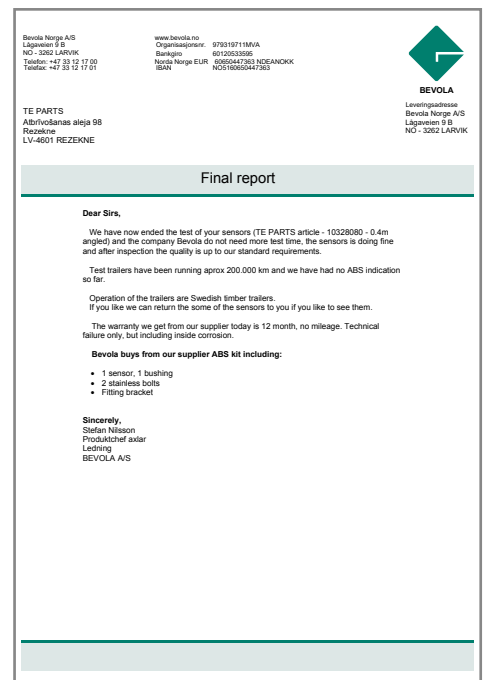 Bevola Norge A/S
Lågaveien 9 B
NO - 3262 LARVIK
Telefon: +47 33 12 17 00
Telefax: +47 33 12 17 01
www.bevola.no
Organisasjonsnr. 979319711MVA
Bankgiro 60120533595
Norda Norge EUR 60650447363 NDEANOKK
IBAN NO5160650447363
BEVOLA
Leveringsadresse
Bevola Norge A/S
Lågaveien 9 B
NO - 3262 LARVIK
TE PARTS
Atbrīvošanas aleja 98
Rezekne
LV-4601 REZEKNE
Final report
Dear Sirs,
We have now ended the test of your sensors (TE PARTS article - 10328080 - 0.4m
angled) and the company Bevola do not need more test time, the sensors is doing fine
and after inspection the quality is up to our standard requirements.
Test trailers have been running aprox 200.000 km and we have had no ABS indication
so far.
Operation of the trailers are Swedish timber trailers.
If you like we can return the some of the sensors to you if you like to see them.
The warranty we get from our supplier today is 12 month, no mileage. Technical
failure only, but including inside corrosion.
Bevola buys from our supplier ABS kit including:
• 1 sensor, 1 bushing
• 2 stainless bolts
• Fitting bracket
Sincerely,
Stefan Nilsson
Produktchef axlar
Ledning
BEVOLA A/S